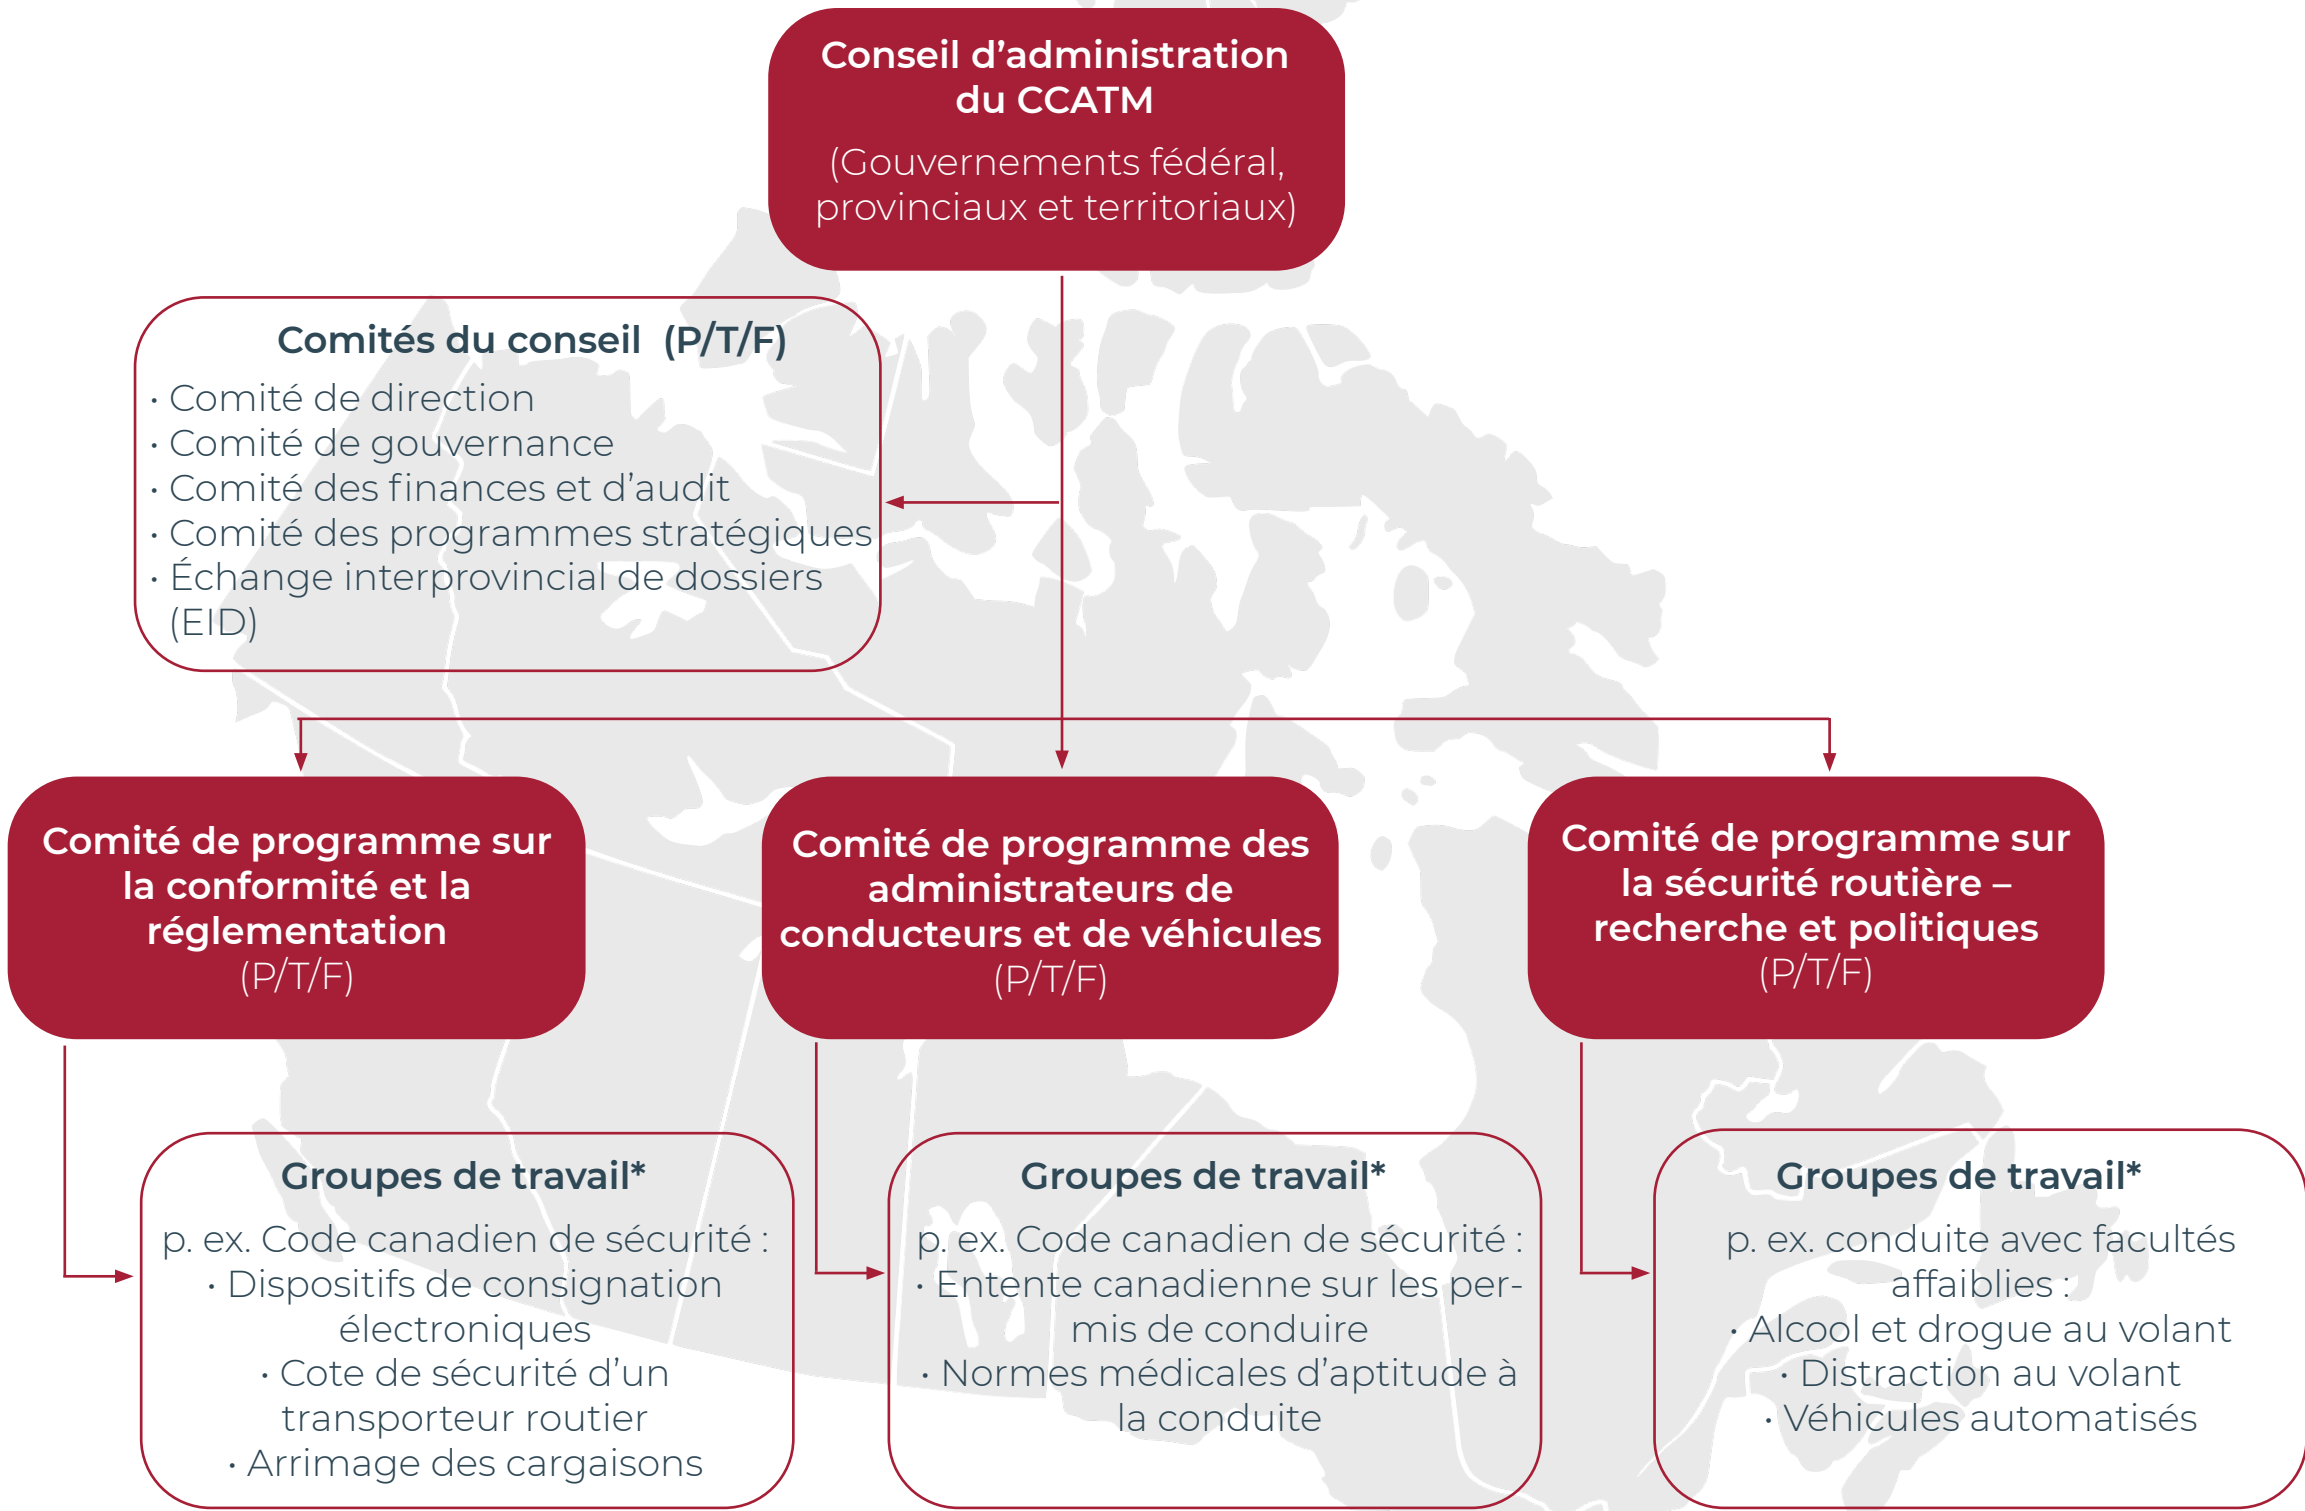 Conseil d’administration
du CCATM
(Gouvernements fédéral,
provinciaux et territoriaux)
Comités du conseil (P/T/F)
· Comité de direction
· Comité de gouvernance
· Comité des finances et d’audit
· Comité des programmes stratégiques
· Échange interprovincial de dossiers
(EID)
Comité de programme sur
la conformité et la
réglementation
(P/T/F)
Comité de programme des
administrateurs de
conducteurs et de véhicules
(P/T/F)
Comité de programme sur
la sécurité routière –
recherche et politiques
(P/T/F)
Groupes de travail*
p. ex. Code canadien de sécurité :
· Dispositifs de consignation
électroniques
· Cote de sécurité d’un
transporteur routier
· Arrimage des cargaisons
Groupes de travail*
p. ex. Code canadien de sécurité :
· Entente canadienne sur les per-
mis de conduire
· Normes médicales d’aptitude à
la conduite
Groupes de travail*
p. ex. conduite avec facultés
affaiblies :
· Alcool et drogue au volant
· Distraction au volant
· Véhicules automatisés